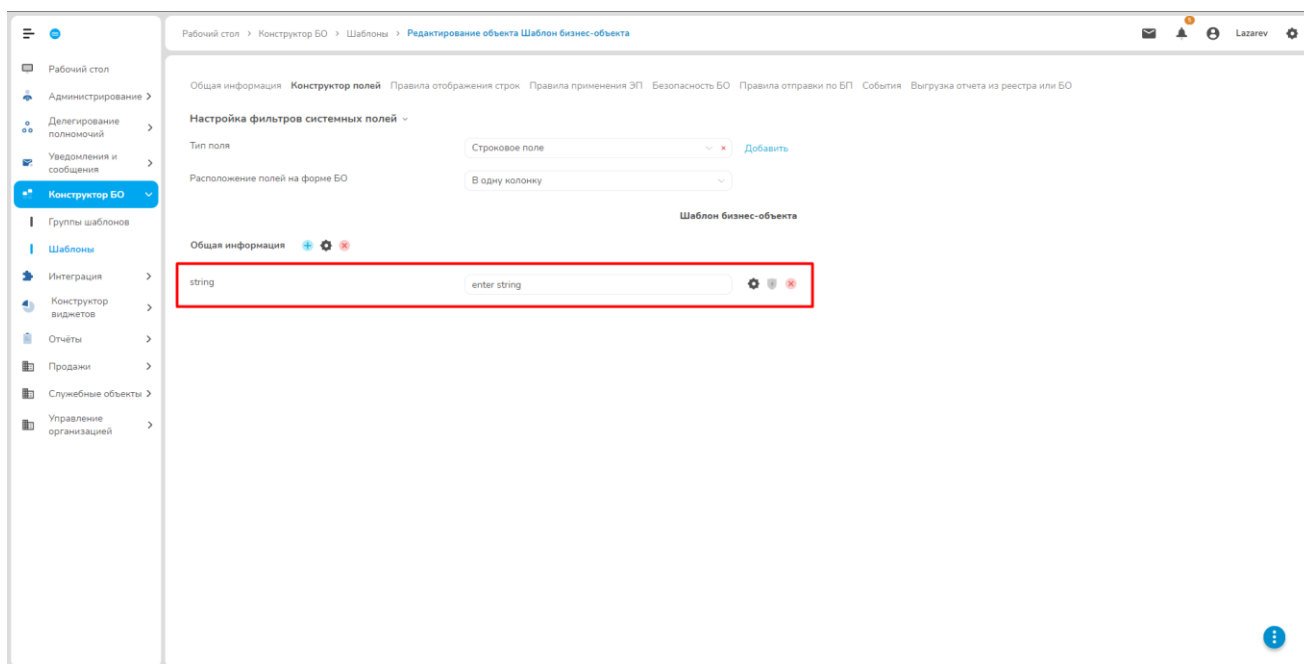 Рабочий стол > Конструктор БО > Шаблоны > Редактирование объекта Шаблон бизнес-объекта
1
Lazarev
Рабочий стол
Администрирование
Делегирование
полномочий
Уведомления и
сообщения
Конструктор БО
Группы шаблонов
Шаблоны
Интеграция
Конструктор
виджетов
Отчёты
Продажи
Служебные объекты
Управление
организацией
Общая информация Конструктор полей Правила отображения строк Правила применения ЭП Безопасность БО Правила отправки по БП События Выгрузка отчета из реестра или БО
Настройка фильтров системных полей
Тип поля Строковое поле Добавить
Расположение полей на форме БО В одну колонку
Шаблон бизнес-объекта
Общая информация
string enter string